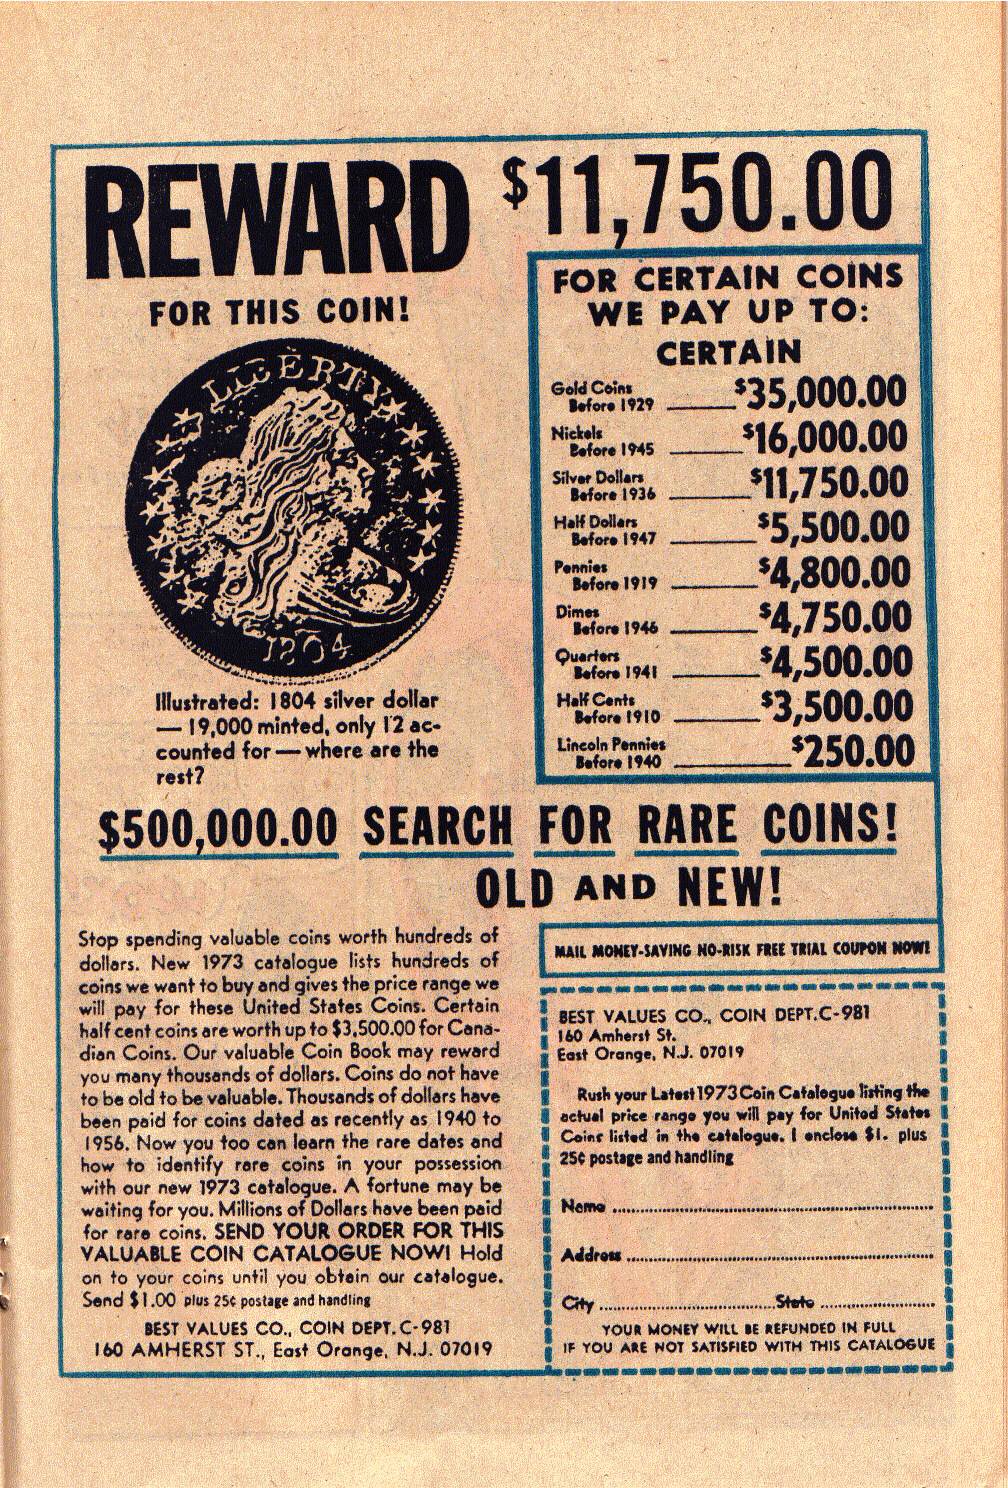 REWARD $11,750.00
FOR THIS COIN!
LIBERTY
1804
Illustrated: 1804 silver dollar
— 19,000 minted, only 12 ac-
counted for — where are the
rest?
FOR CERTAIN COINS
WE PAY UP TO:
CERTAIN
Gold Coins
Before 1929 $35,000.00
Nickels
Before 1945 $16,000.00
Silver Dollars
Before 1936 $11,750.00
Half Dollars
Before 1947 $5,500.00
Pennies
Before 1919 $4,800.00
Dimes
Before 1946 $4,750.00
Quarters
Before 1941 $4,500.00
Half Cents
Before 1910 $3,500.00
Lincoln Pennies
Before 1940 $250.00
$500,000.00 SEARCH FOR RARE COINS!
OLD AND NEW!
Stop spending valuable coins worth hundreds of
dollars. New 1973 catalogue lists hundreds of
coins we want to buy and gives the price range we
will pay for these United States Coins. Certain
half cent coins are worth up to $3,500.00 for Cana-
dian Coins. Our valuable Coin Book may reward
you many thousands of dollars. Coins do not have
to be old to be valuable. Thousands of dollars have
been paid for coins dated as recently as 1940 to
1956. Now you too can learn the rare dates and
how to identify rare coins in your possession
with our new 1973 catalogue. A fortune may be
waiting for you. Millions of Dollars have been paid
for rare coins. SEND YOUR ORDER FOR THIS
VALUABLE COIN CATALOGUE NOW! Hold
on to your coins until you obtain our catalogue.
Send $1.00 plus 25¢ postage and handling
BEST VALUES CO., COIN DEPT. C-981
160 AMHERST ST., East Orange, N.J. 07019
MAIL MONEY-SAVING NO-RISK FREE TRIAL COUPON NOW!
BEST VALUES CO., COIN DEPT.C-981
160 Amherst St.
East Orange, N.J. 07019
Rush your Latest 1973 Coin Catalogue listing the
actual price range you will pay for United States
Coins listed in the catalogue. I enclose $1. plus
25¢ postage and handling
Name
Address
City State
YOUR MONEY WILL BE REFUNDED IN FULL
IF YOU ARE NOT SATISFIED WITH THIS CATALOGUE